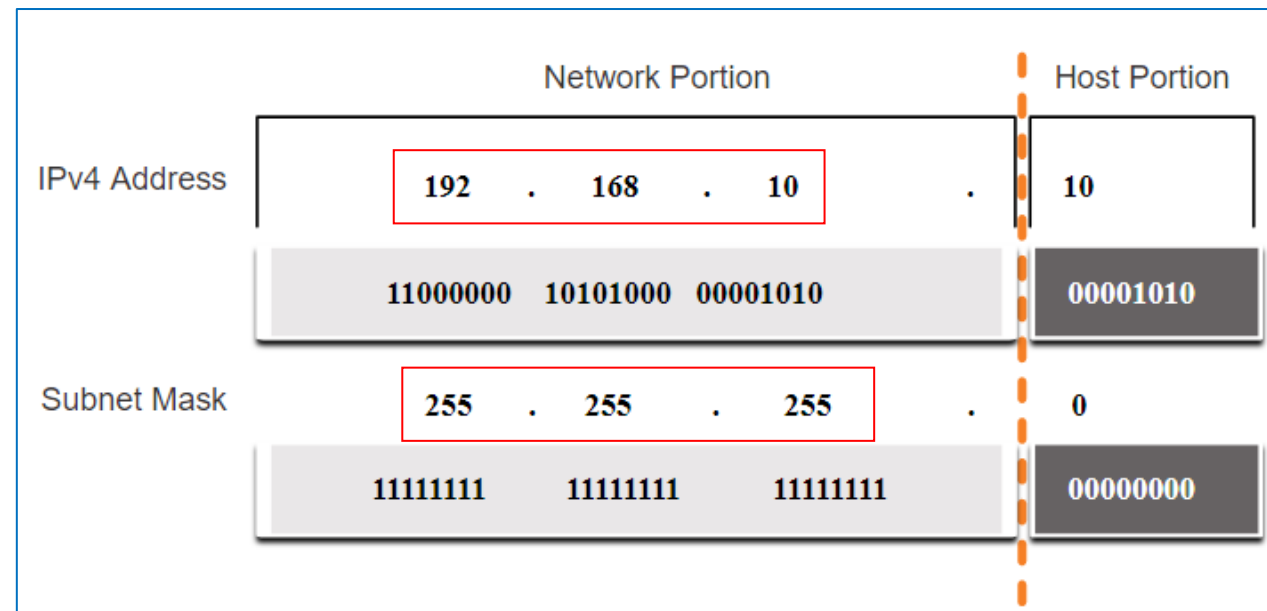 Network Portion Host Portion
IPv4 Address 192 . 168 . 10 . 10
11000000 10101000 00001010 00001010
Subnet Mask 255 . 255 . 255 . 0
11111111 11111111 11111111 00000000